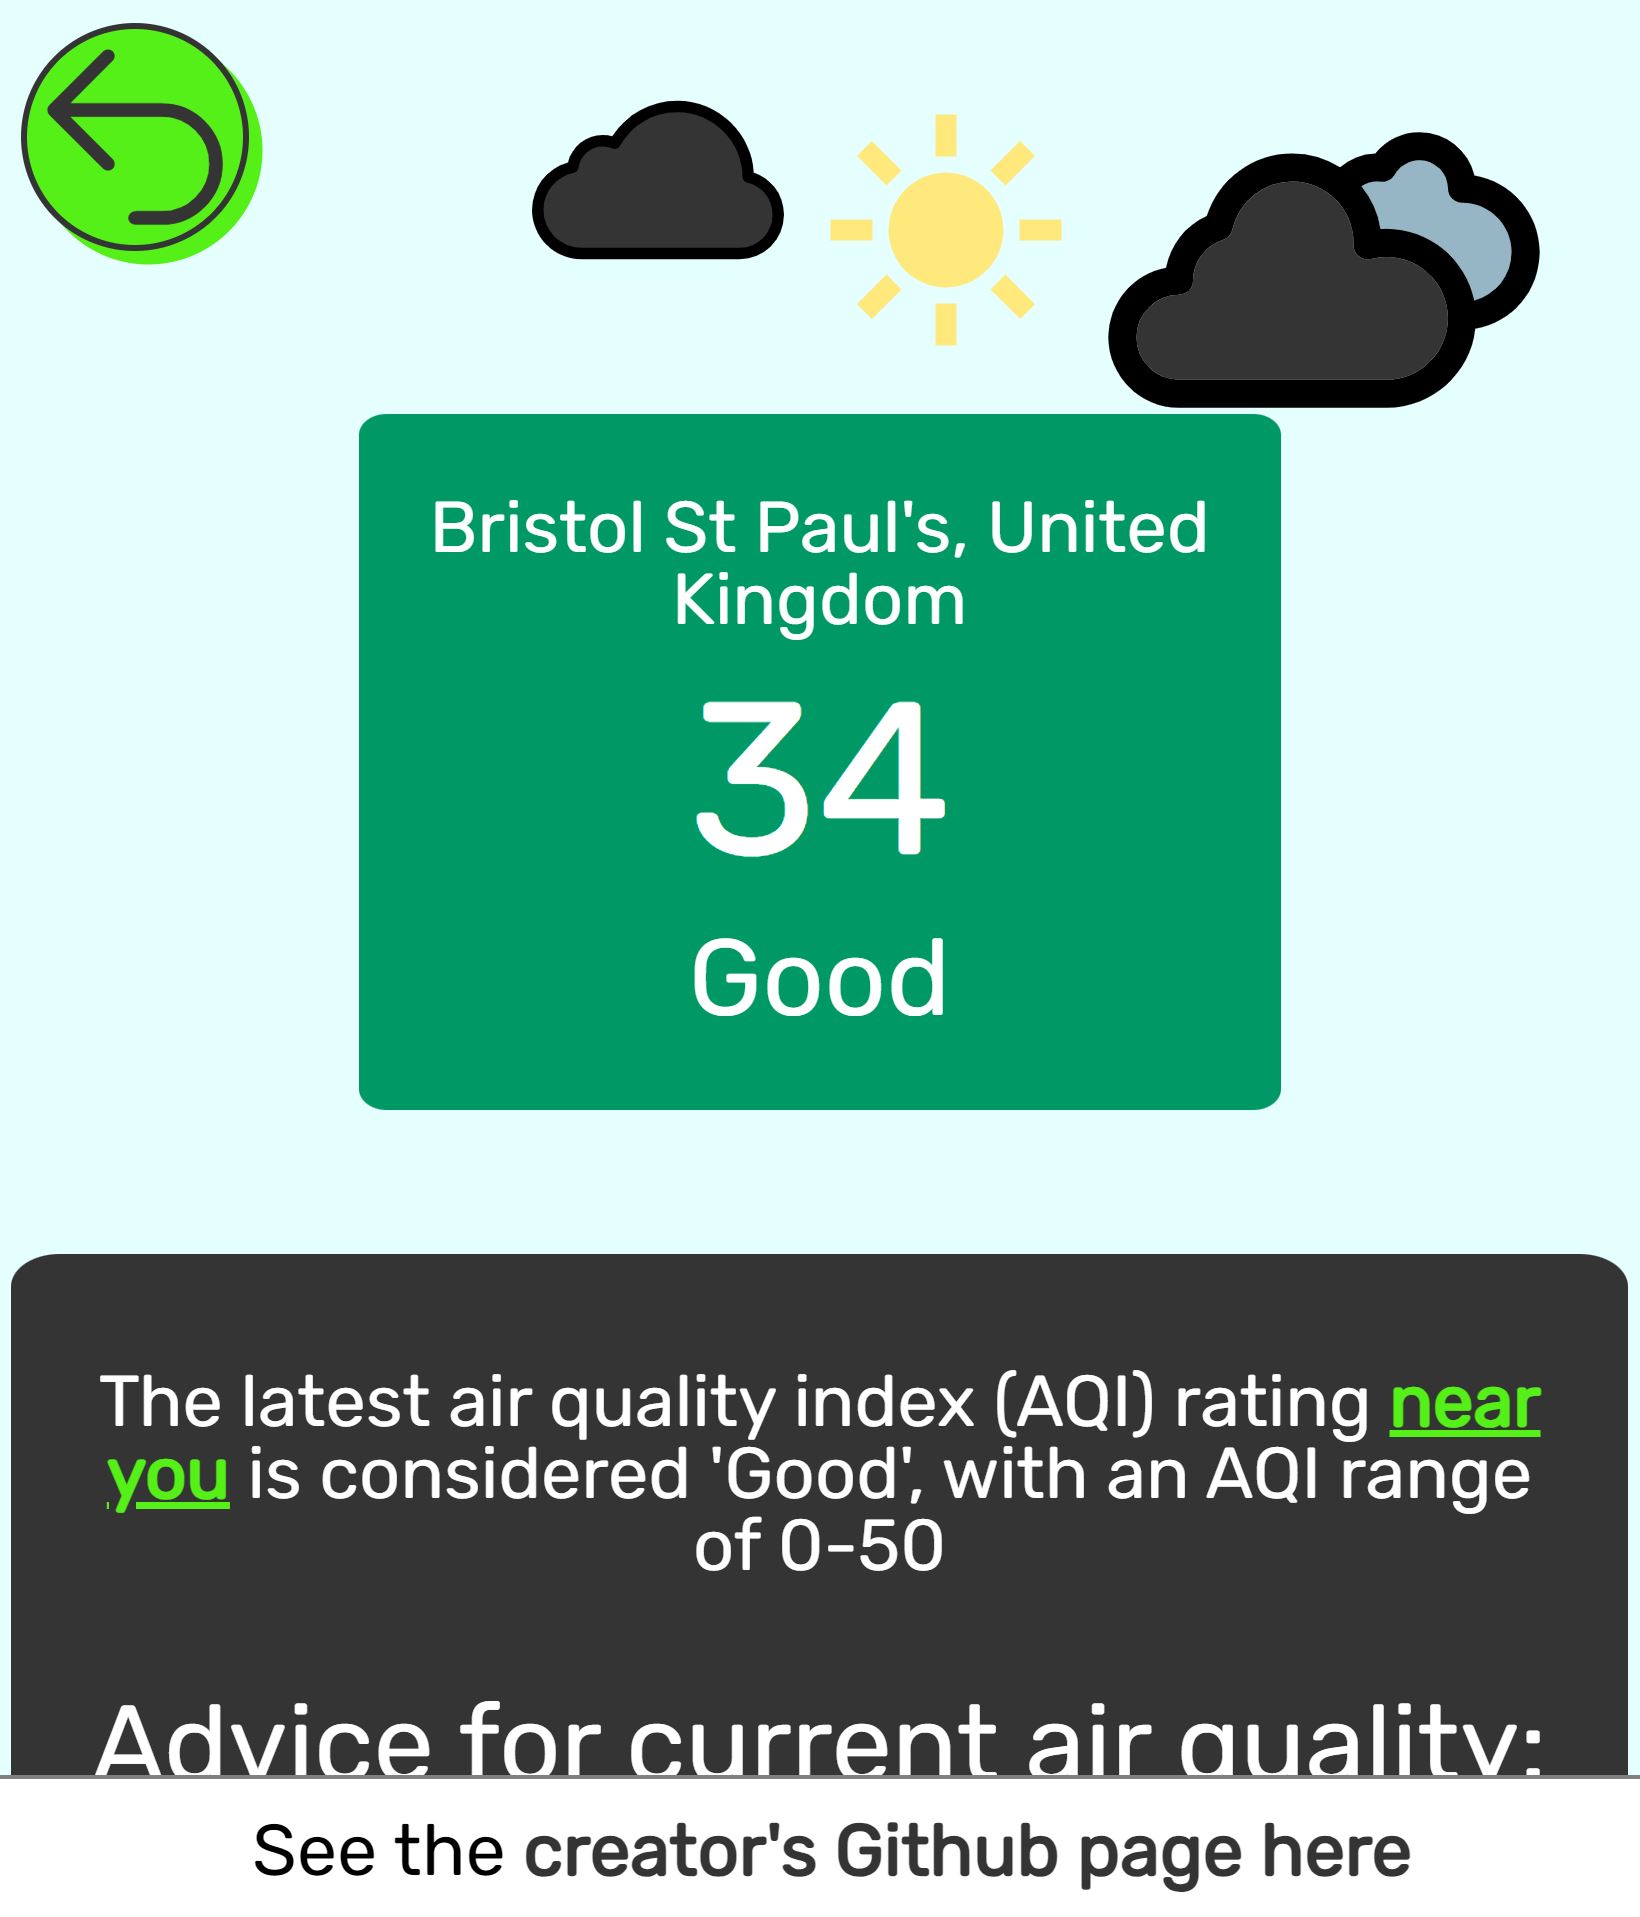 Bristol St Paul's, United
Kingdom
34
Good
The latest air quality index (AQI) rating near
you is considered 'Good', with an AQI range
of 0-50
Advice for current air quality:
See the creator's Github page here